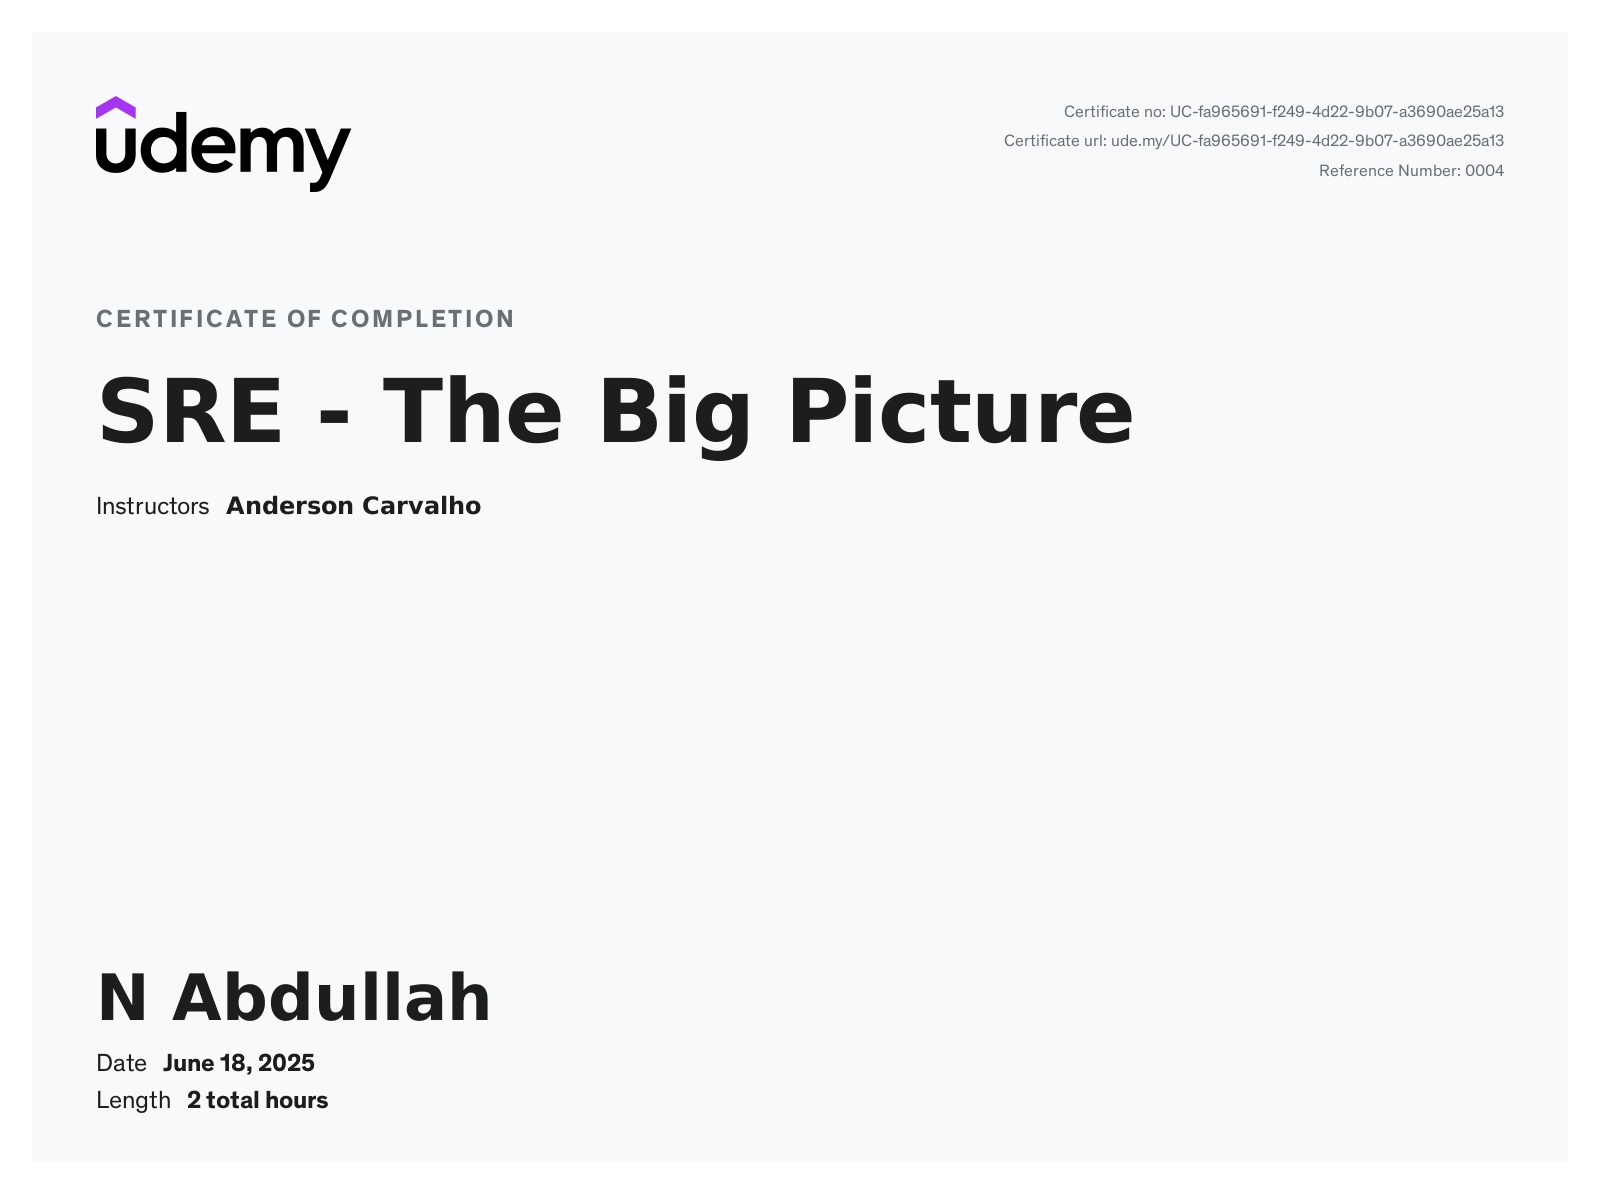 udemy
Certificate no: UC-fa965691-f249-4d22-9b07-a3690ae25a13
Certificate url: ude.my/UC-fa965691-f249-4d22-9b07-a3690ae25a13
Reference Number: 0004
CERTIFICATE OF COMPLETION
SRE - The Big Picture
Instructors Anderson Carvalho
N Abdullah
Date June 18, 2025
Length 2 total hours